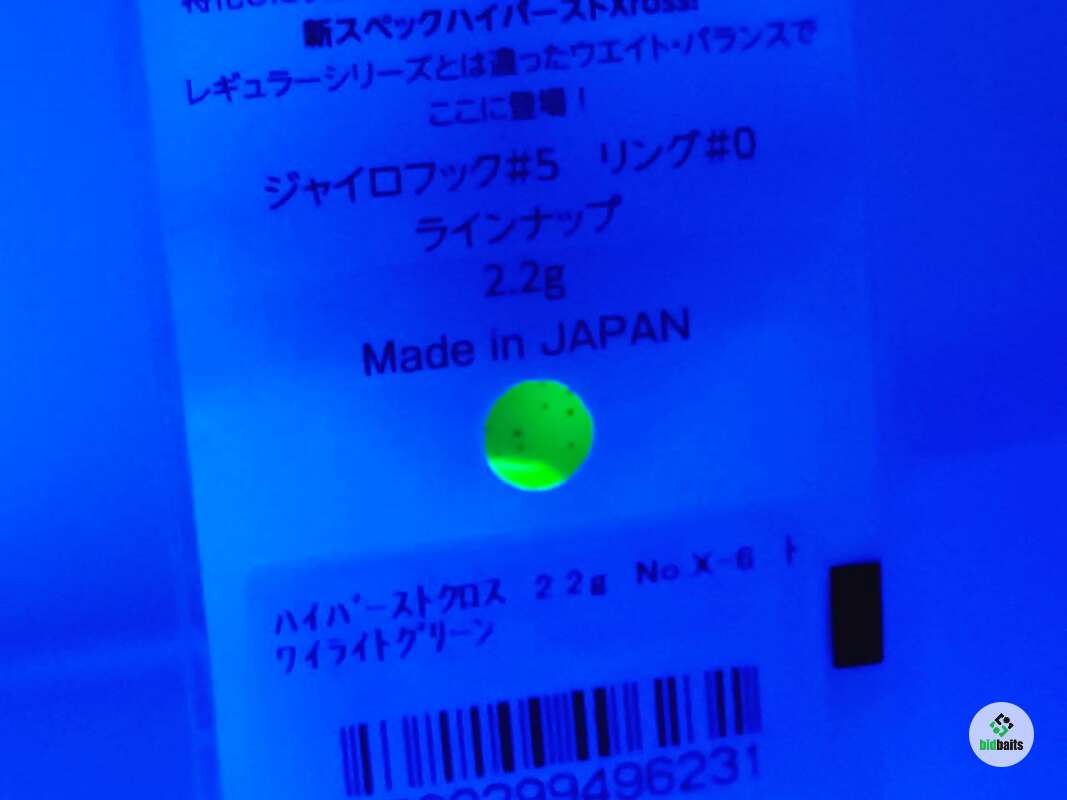 新スペックハイパーストXross!
レギュラーシリーズとは違ったウエイト・バランスで
ここに登場！
ジャイロフック#5 リング#0
ラインナップ
2.2g
Made in JAPAN
ハイパーストクロス 2 2g No X-6 ト
ワイライトグリーン
299496231
bidbaits